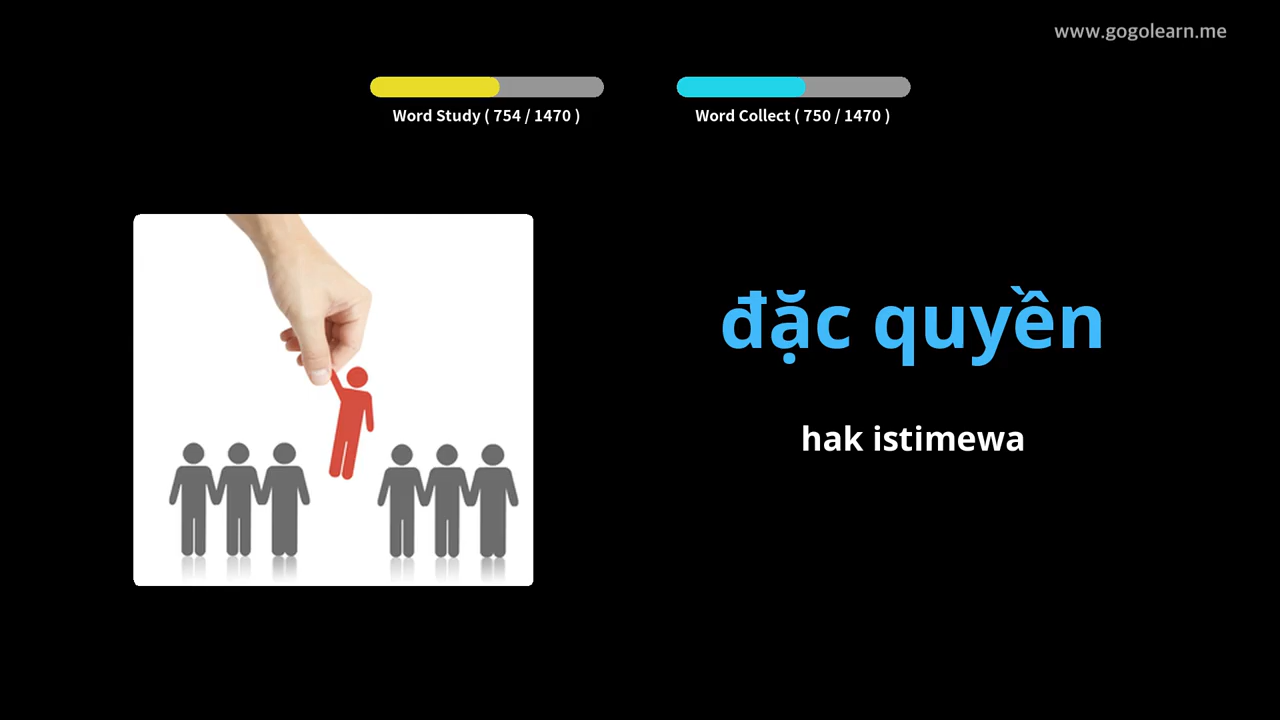 www.gogolearn.me
Word Study ( 754 / 1470 )
Word Collect ( 750 / 1470 )
đặc quyền
hak istimewa